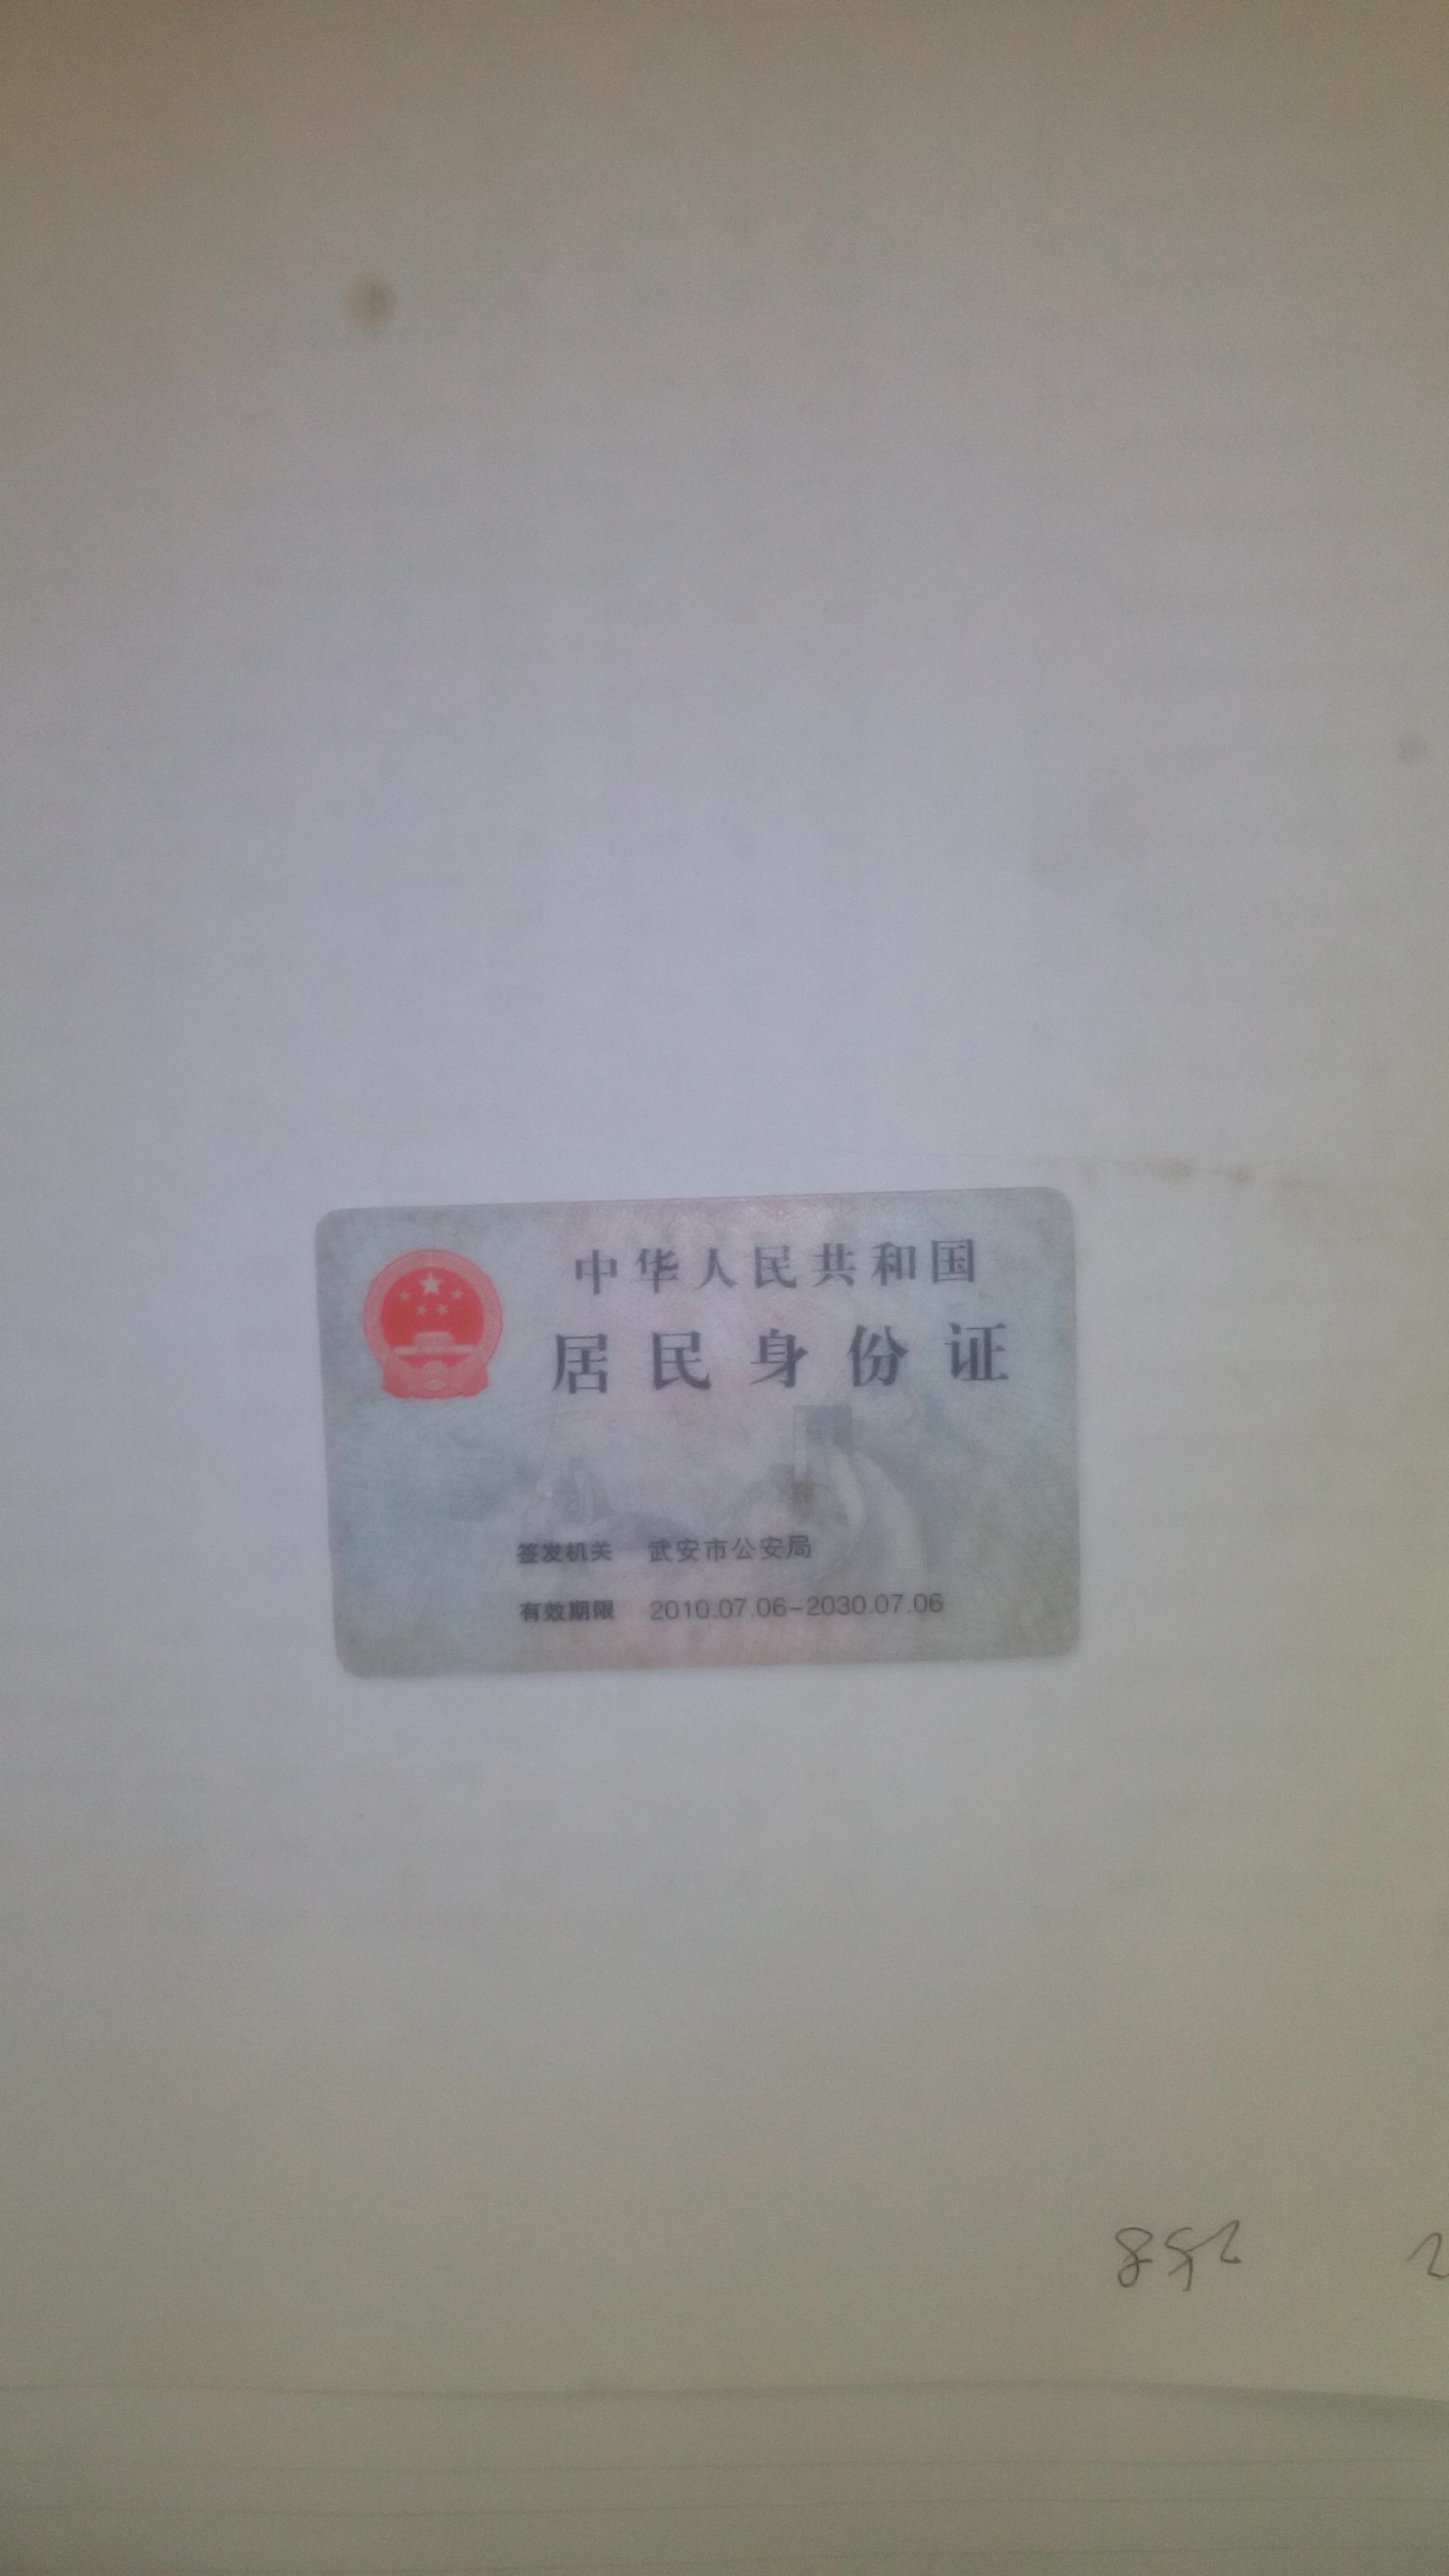 中华人民共和国
居民身份证
签发机关 武安市公安局
有效期限 2010.07.06-2030.07.06